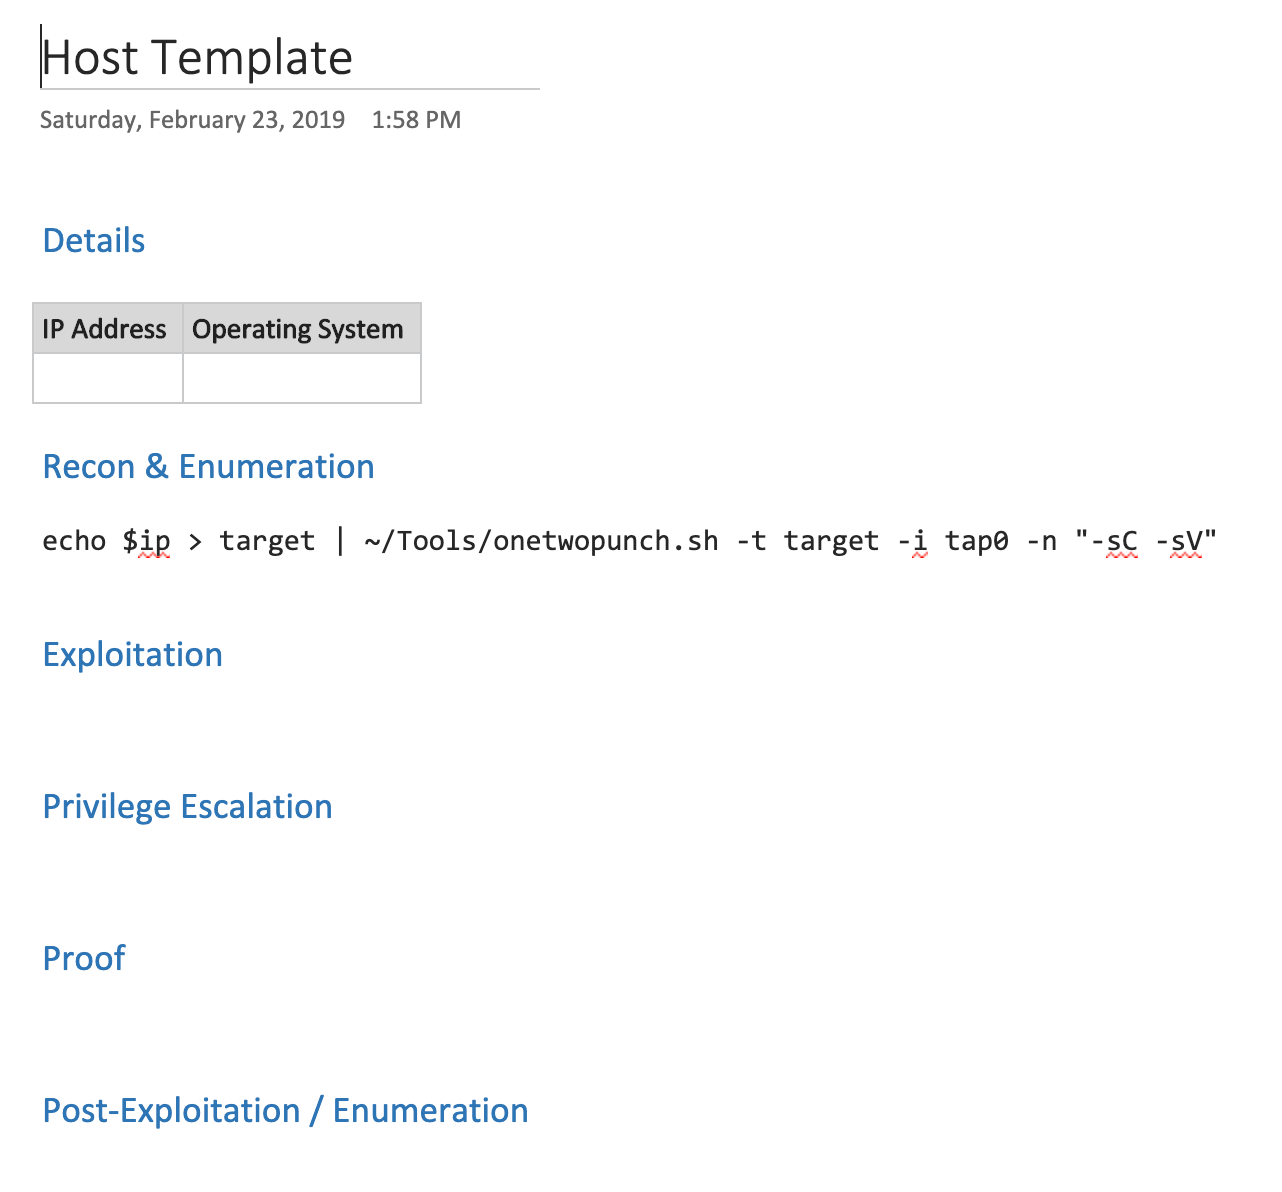 Host Template
Saturday, February 23, 2019 1:58 PM
Details
IP Address Operating System
Recon & Enumeration
echo $ip > target | ~/Tools/onetwopunch.sh -t target -i tap0 -n "-sC -sV"
Exploitation
Privilege Escalation
Proof
Post-Exploitation / Enumeration